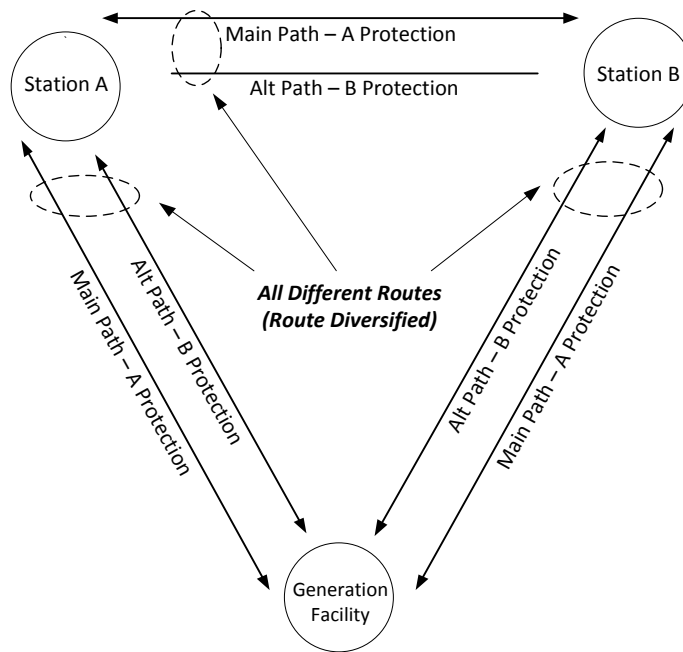 Main Path – A Protection
Station A
Station B
Alt Path – B Protection
All Different Routes
(Route Diversified)
Main Path – A Protection
Alt Path – B Protection
Alt Path – B Protection
Main Path – A Protection
Generation
Facility